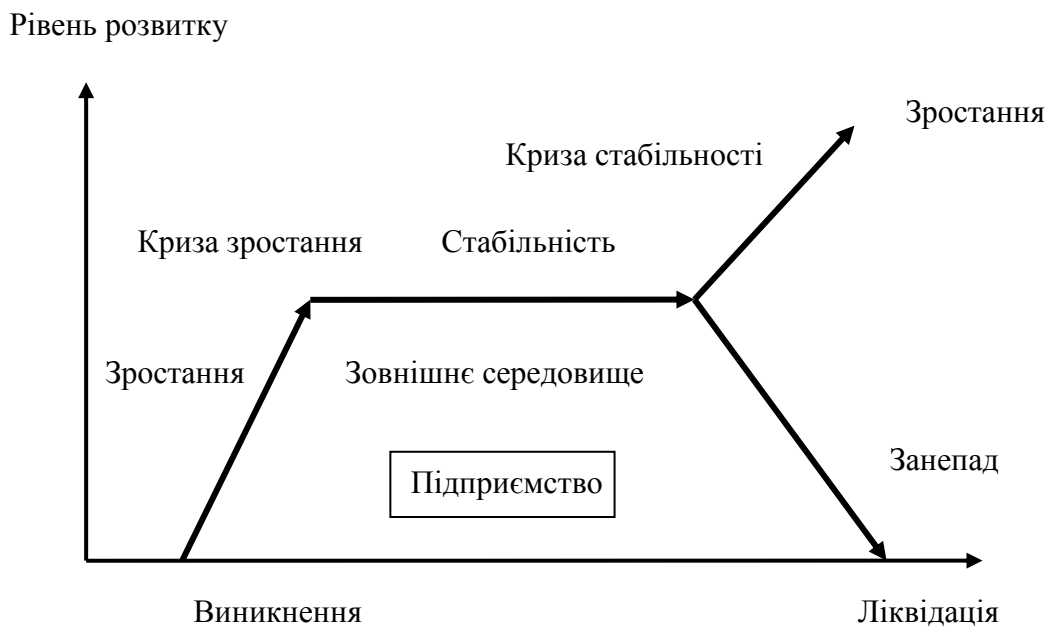 Рівень розвитку
Зростання
Криза стабільності
Криза зростання
Стабільність
Зростання
Зовнішнє середовище
Занепад
Підприємство
Виникнення
Ліквідація